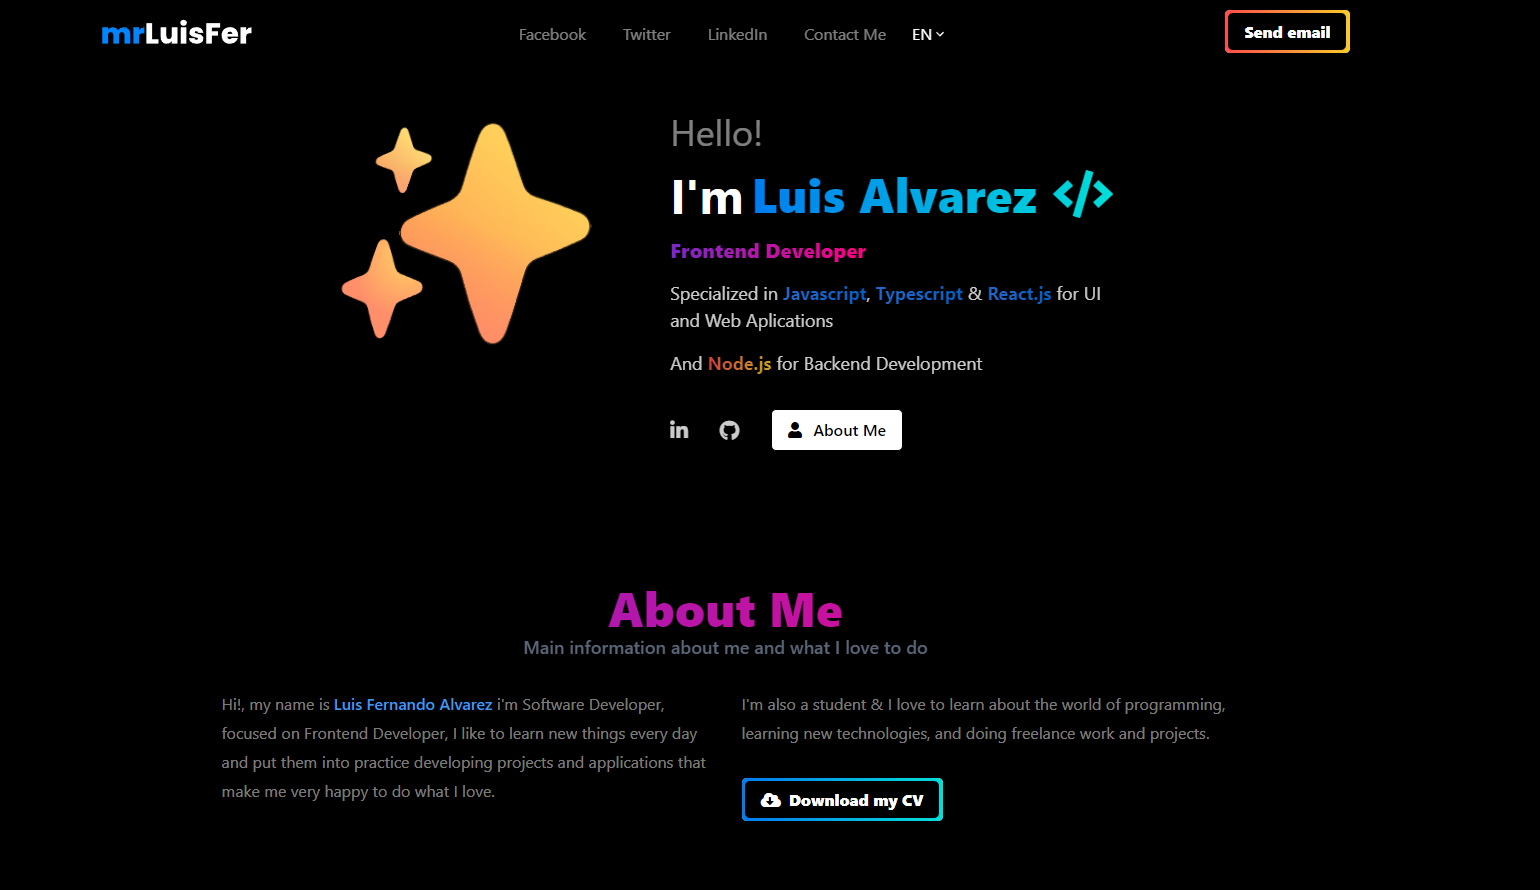 mrLuisFer
Facebook Twitter LinkedIn Contact Me EN
Send email
Hello!
I'm Luis Alvarez </>
Frontend Developer
Specialized in Javascript, Typescript & React.js for UI
and Web Aplications
And Node.js for Backend Development
in About Me
About Me
Main information about me and what I love to do
Hi!, my name is Luis Fernando Alvarez i'm Software Developer,
focused on Frontend Developer, I like to learn new things every day
and put them into practice developing projects and applications that
make me very happy to do what I love.
I'm also a student & I love to learn about the world of programming,
learning new technologies, and doing freelance work and projects.
Download my CV